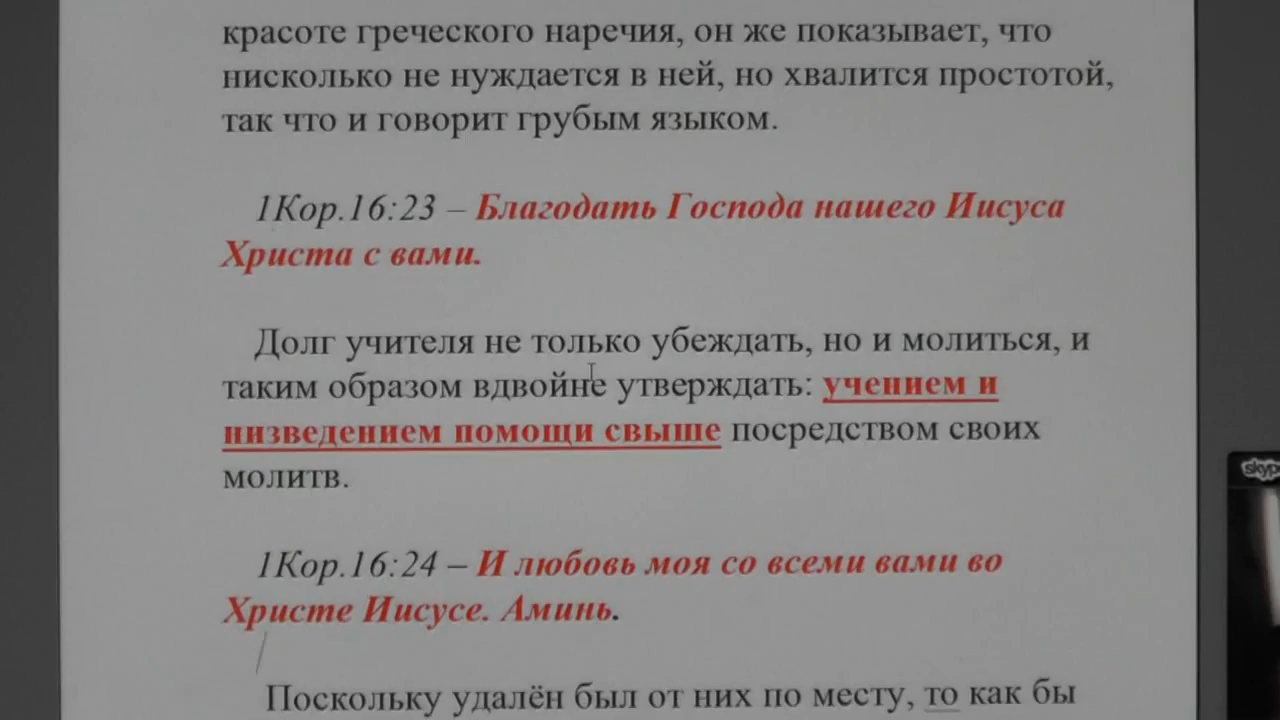 красоте греческого наречия, он же показывает, что
нисколько не нуждается в ней, но хвалится простотой,
так что и говорит грубым языком.
1Кор.16:23 – Благодать Господа нашего Иисуса
Христа с вами.
Долг учителя не только убеждать, но и молиться, и
таким образом вдвойне утверждать: учением и
низведением помощи свыше посредством своих
молитв.
1Кор.16:24 – И любовь моя со всеми вами во
Христе Иисусе. Аминь.
Поскольку удалён был от них по месту, то как бы